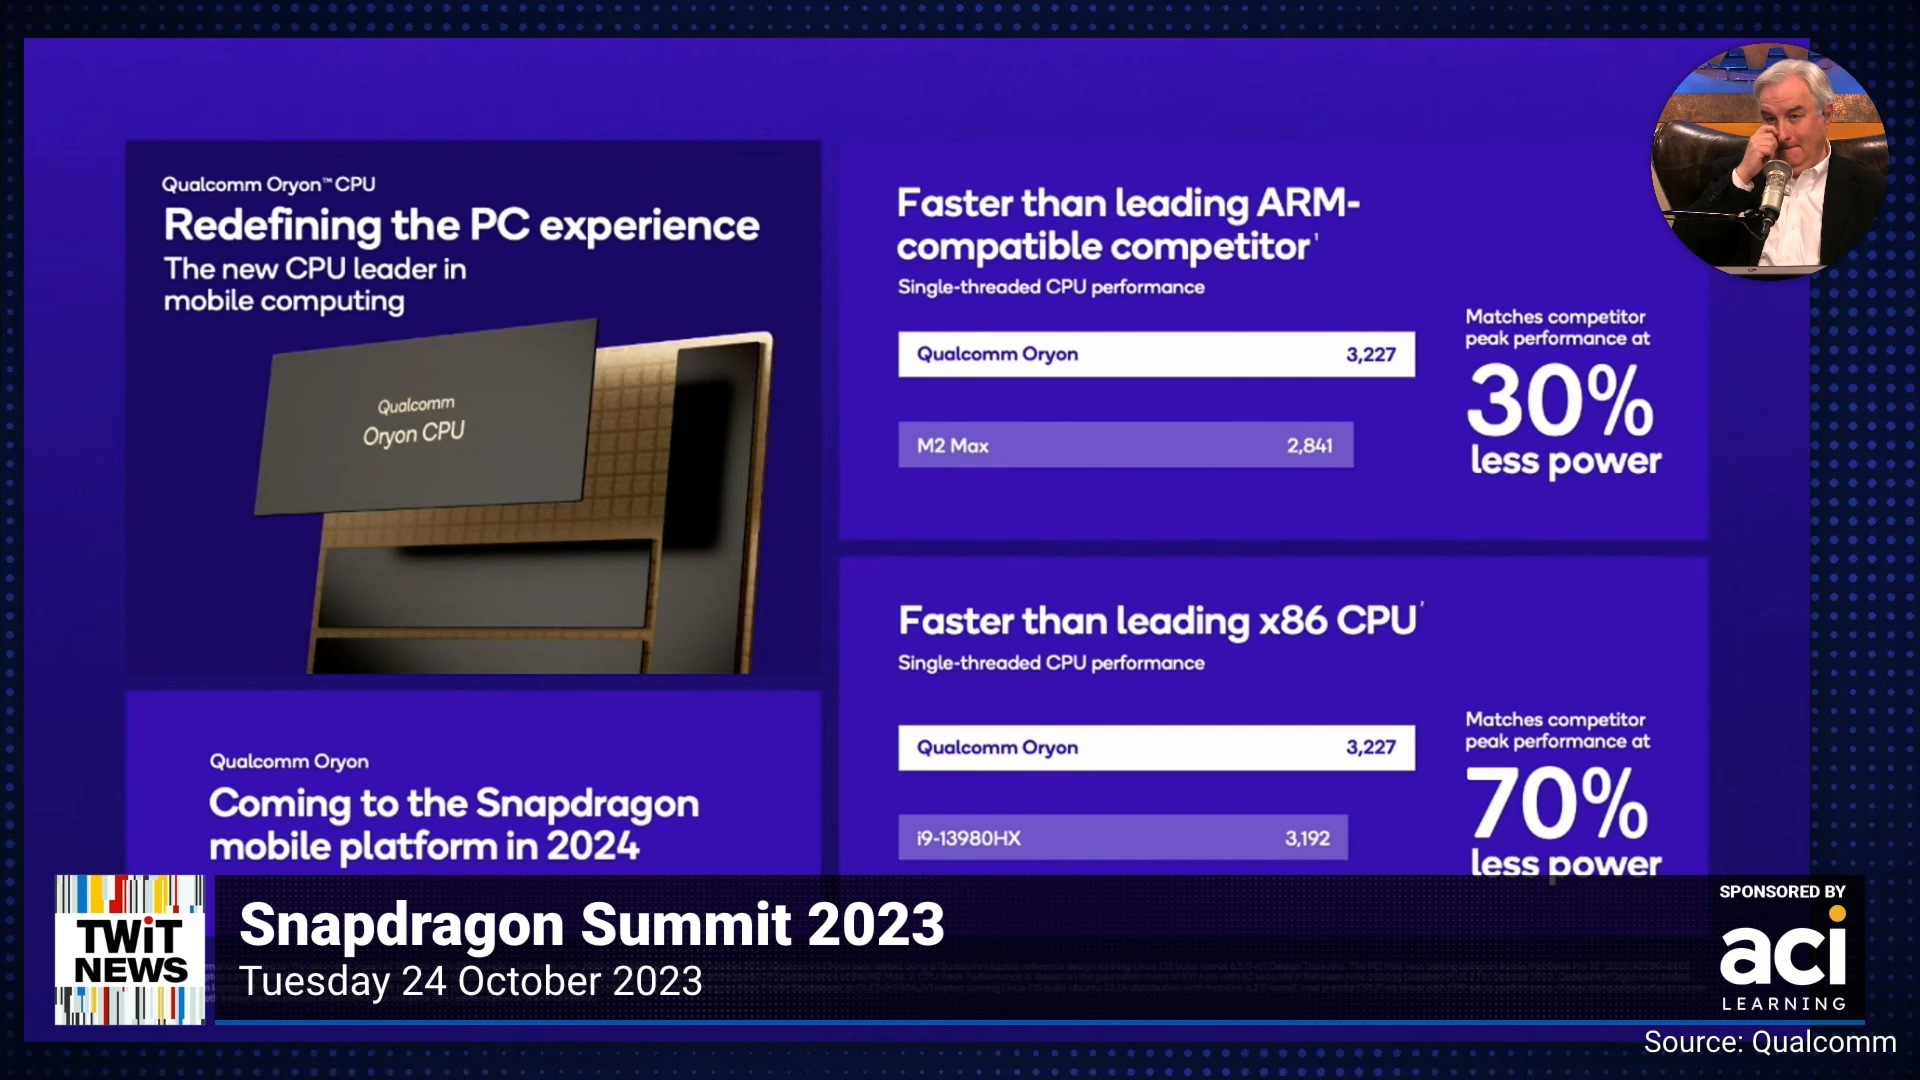 Qualcomm Oryon™ CPU
Redefining the PC experience
The new CPU leader in
mobile computing
Qualcomm
Oryon CPU
Qualcomm Oryon
Coming to the Snapdragon
mobile platform in 2024
Faster than leading ARM-
compatible competitor¹
Single-threaded CPU performance
Qualcomm Oryon 3,227
M2 Max 2,841
Matches competitor
peak performance at
30%
less power
Faster than leading x86 CPU
Single-threaded CPU performance
Qualcomm Oryon 3,227
i9-13980HX 3,192
Matches competitor
peak performance at
70%
less power
TWiT
NEWS
Snapdragon Summit 2023
Tuesday 24 October 2023
SPONSORED BY
aci
LEARNING
Source: Qualcomm